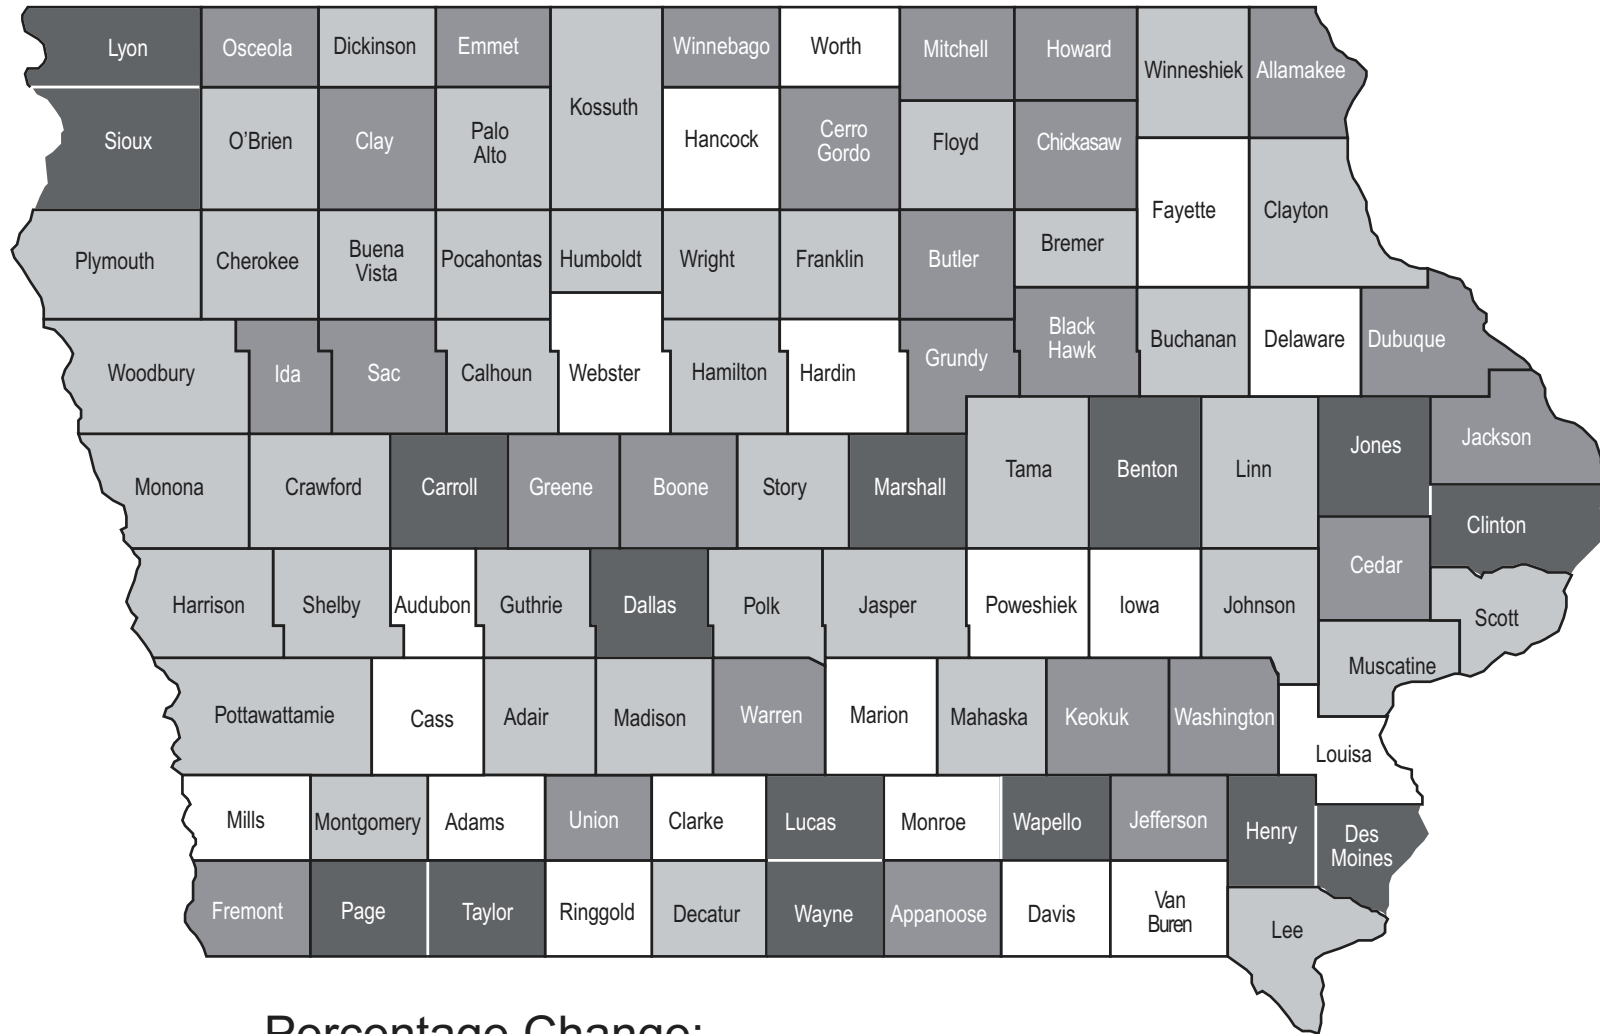 Lyon
Osceola
Dickinson
Emmet
Kossuth
Winnebago
Worth
Mitchell
Howard
Winneshiek
Allamakee
Sioux
O’Brien
Clay
Palo
Alto
Hancock
Cerro
Gordo
Floyd
Chickasaw
Fayette
Clayton
Plymouth
Cherokee
Buena
Vista
Pocahontas
Humboldt
Wright
Franklin
Butler
Bremer
Woodbury
Ida
Sac
Calhoun
Webster
Hamilton
Hardin
Grundy
Black
Hawk
Buchanan
Delaware
Dubuque
Monona
Crawford
Carroll
Greene
Boone
Story
Marshall
Tama
Benton
Linn
Jones
Jackson
Clinton
Harrison
Shelby
Audubon
Guthrie
Dallas
Polk
Jasper
Poweshiek
Iowa
Johnson
Cedar
Scott
Muscatine
Pottawattamie
Cass
Adair
Madison
Warren
Marion
Mahaska
Keokuk
Washington
Louisa
Mills
Montgomery
Adams
Union
Clarke
Lucas
Monroe
Wapello
Jefferson
Henry
Des
Moines
Fremont
Page
Taylor
Ringgold
Decatur
Wayne
Appanoose
Davis
Van
Buren
Lee
Percentage Change: